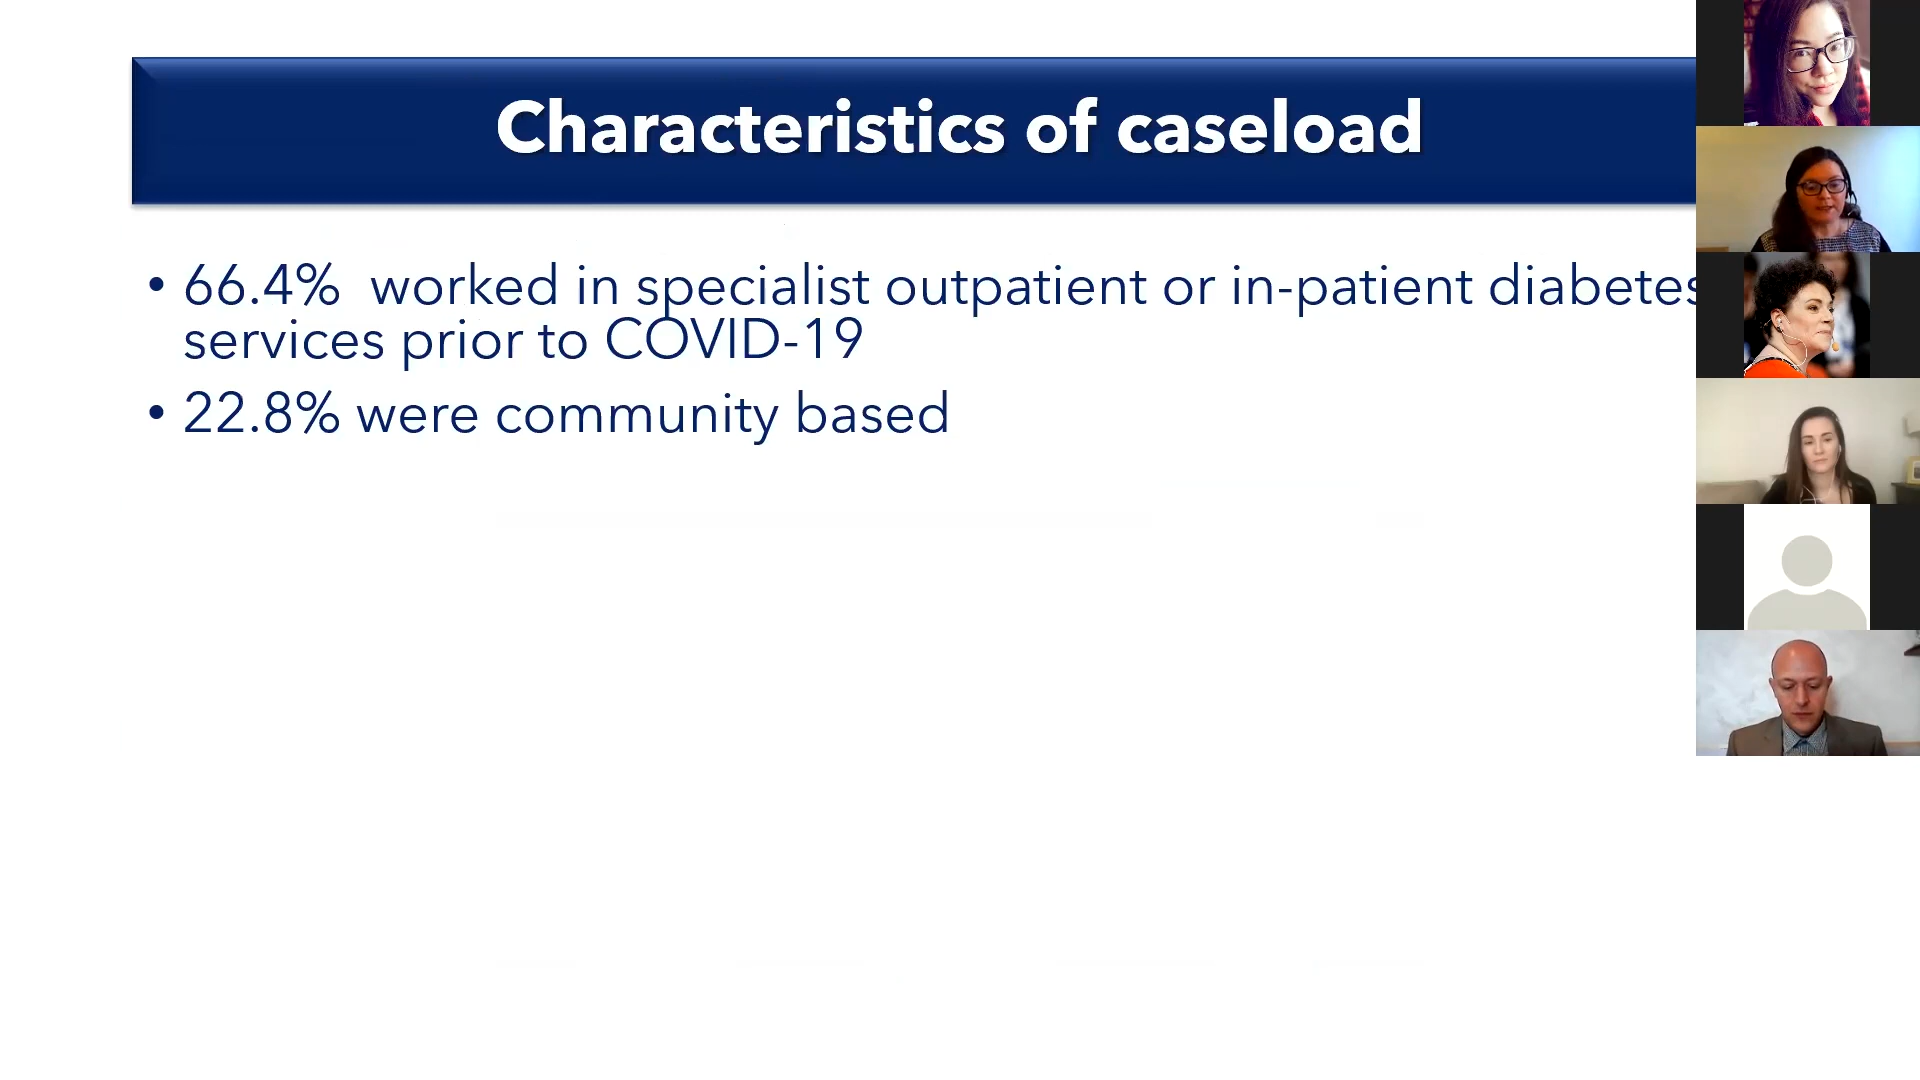 Characteristics of caseload
• 66.4% worked in specialist outpatient or in-patient diabetes
services prior to COVID-19
• 22.8% were community based